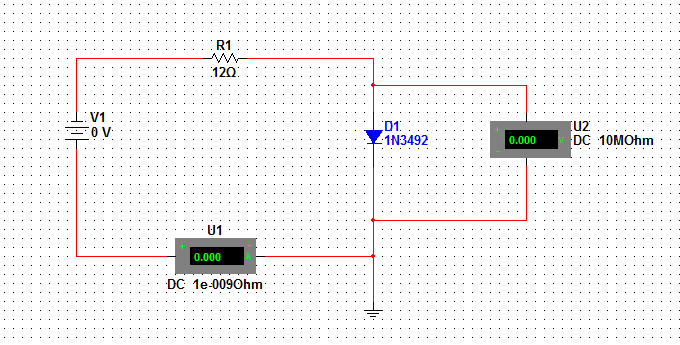 R1
12Ω
V1
0 V
D1
1N3492
U2
+
0.000
V
-
DC 10MOhm
U1
+
-
0.000
A
DC 1e-009Ohm